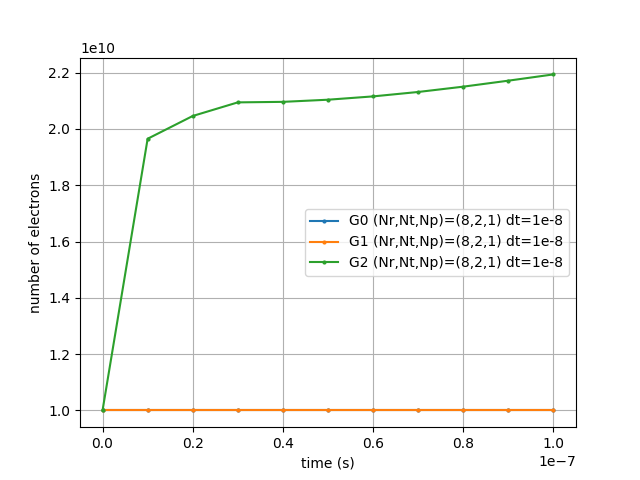 1e10
2.2
2.0
1.8
1.6
1.4
1.2
1.0
number of electrons
G0 (Nr,Nt,Np)=(8,2,1) dt=1e-8
G1 (Nr,Nt,Np)=(8,2,1) dt=1e-8
G2 (Nr,Nt,Np)=(8,2,1) dt=1e-8
0.0 0.2 0.4 0.6 0.8 1.0
time (s)
1e−7